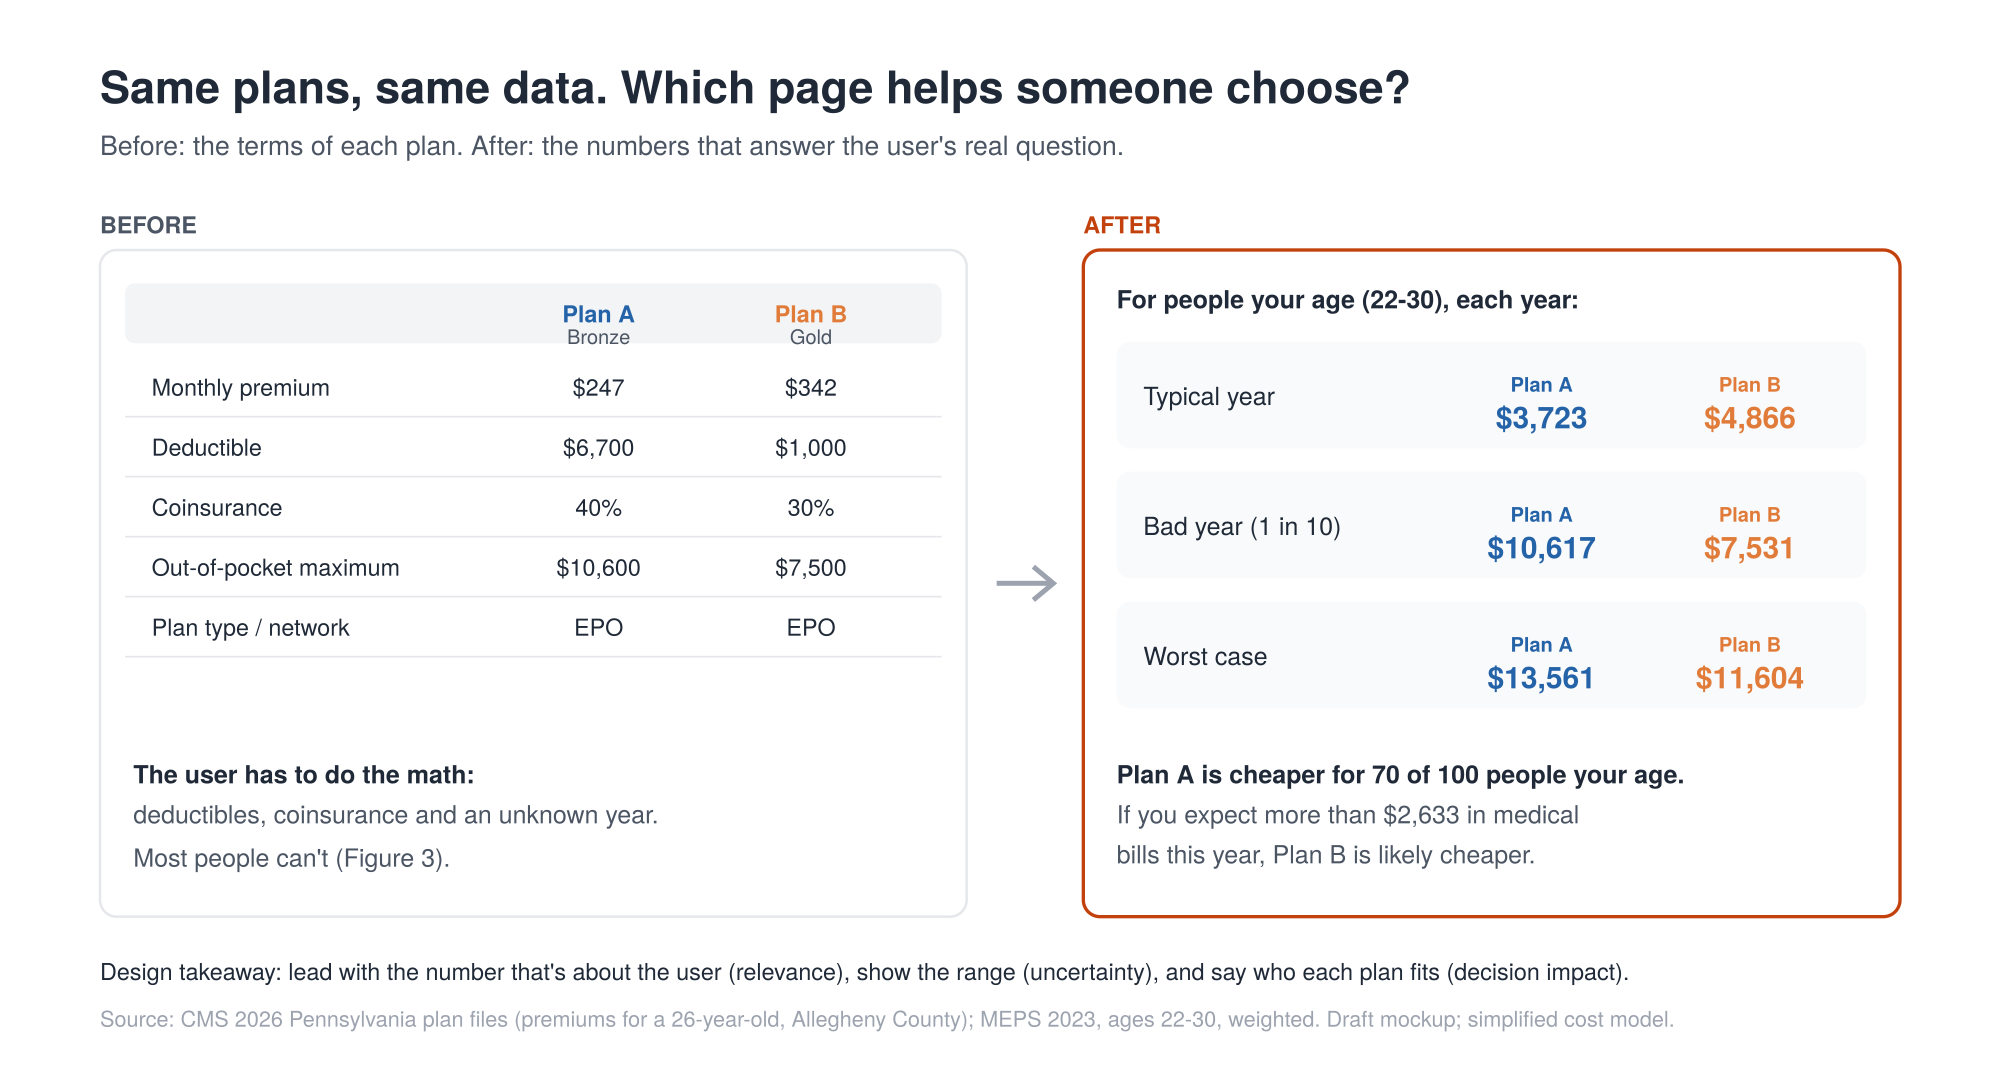 Same plans, same data. Which page helps someone choose?
Before: the terms of each plan. After: the numbers that answer the user's real question.
BEFORE
Plan A Plan B
Bronze Gold
Monthly premium $247 $342
Deductible $6,700 $1,000
Coinsurance 40% 30%
Out-of-pocket maximum $10,600 $7,500
Plan type / network EPO EPO
The user has to do the math:
deductibles, coinsurance and an unknown year.
Most people can't (Figure 3).
AFTER
For people your age (22-30), each year:
Plan A Plan B
Typical year $3,723 $4,866
Plan A Plan B
Bad year (1 in 10) $10,617 $7,531
Plan A Plan B
Worst case $13,561 $11,604
Plan A is cheaper for 70 of 100 people your age.
If you expect more than $2,633 in medical
bills this year, Plan B is likely cheaper.
Design takeaway: lead with the number that's about the user (relevance), show the range (uncertainty), and say who each plan fits (decision impact).
Source: CMS 2026 Pennsylvania plan files (premiums for a 26-year-old, Allegheny County); MEPS 2023, ages 22-30, weighted. Draft mockup; simplified cost model.